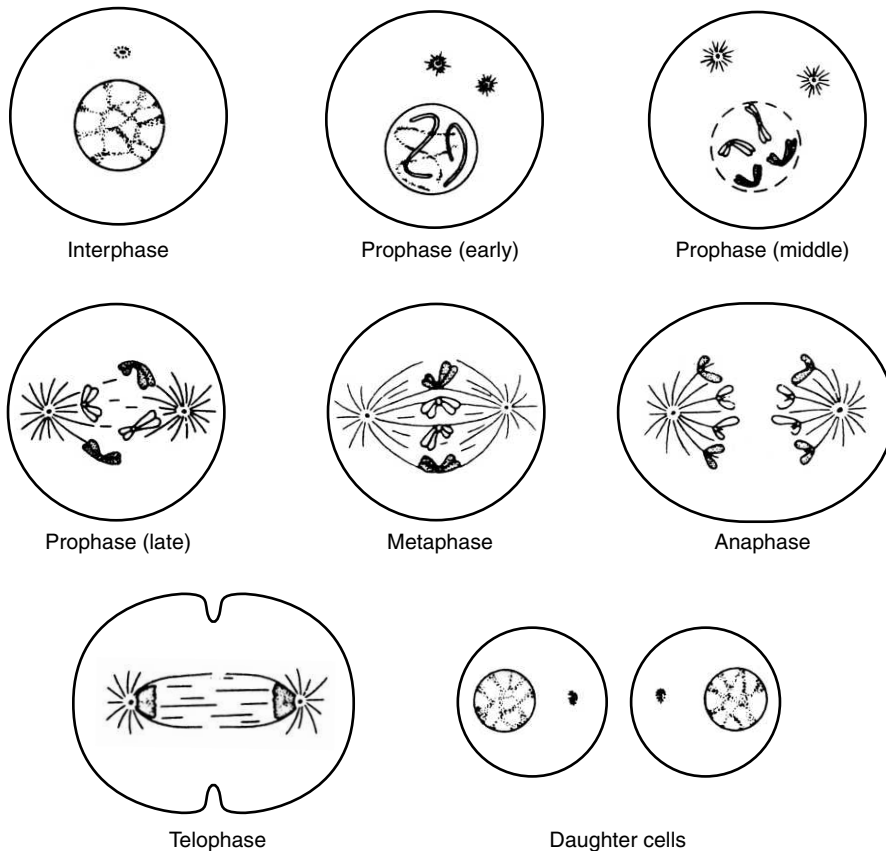 Interphase
Prophase (early)
Prophase (middle)
Prophase (late)
Metaphase
Anaphase
Telophase
Daughter cells